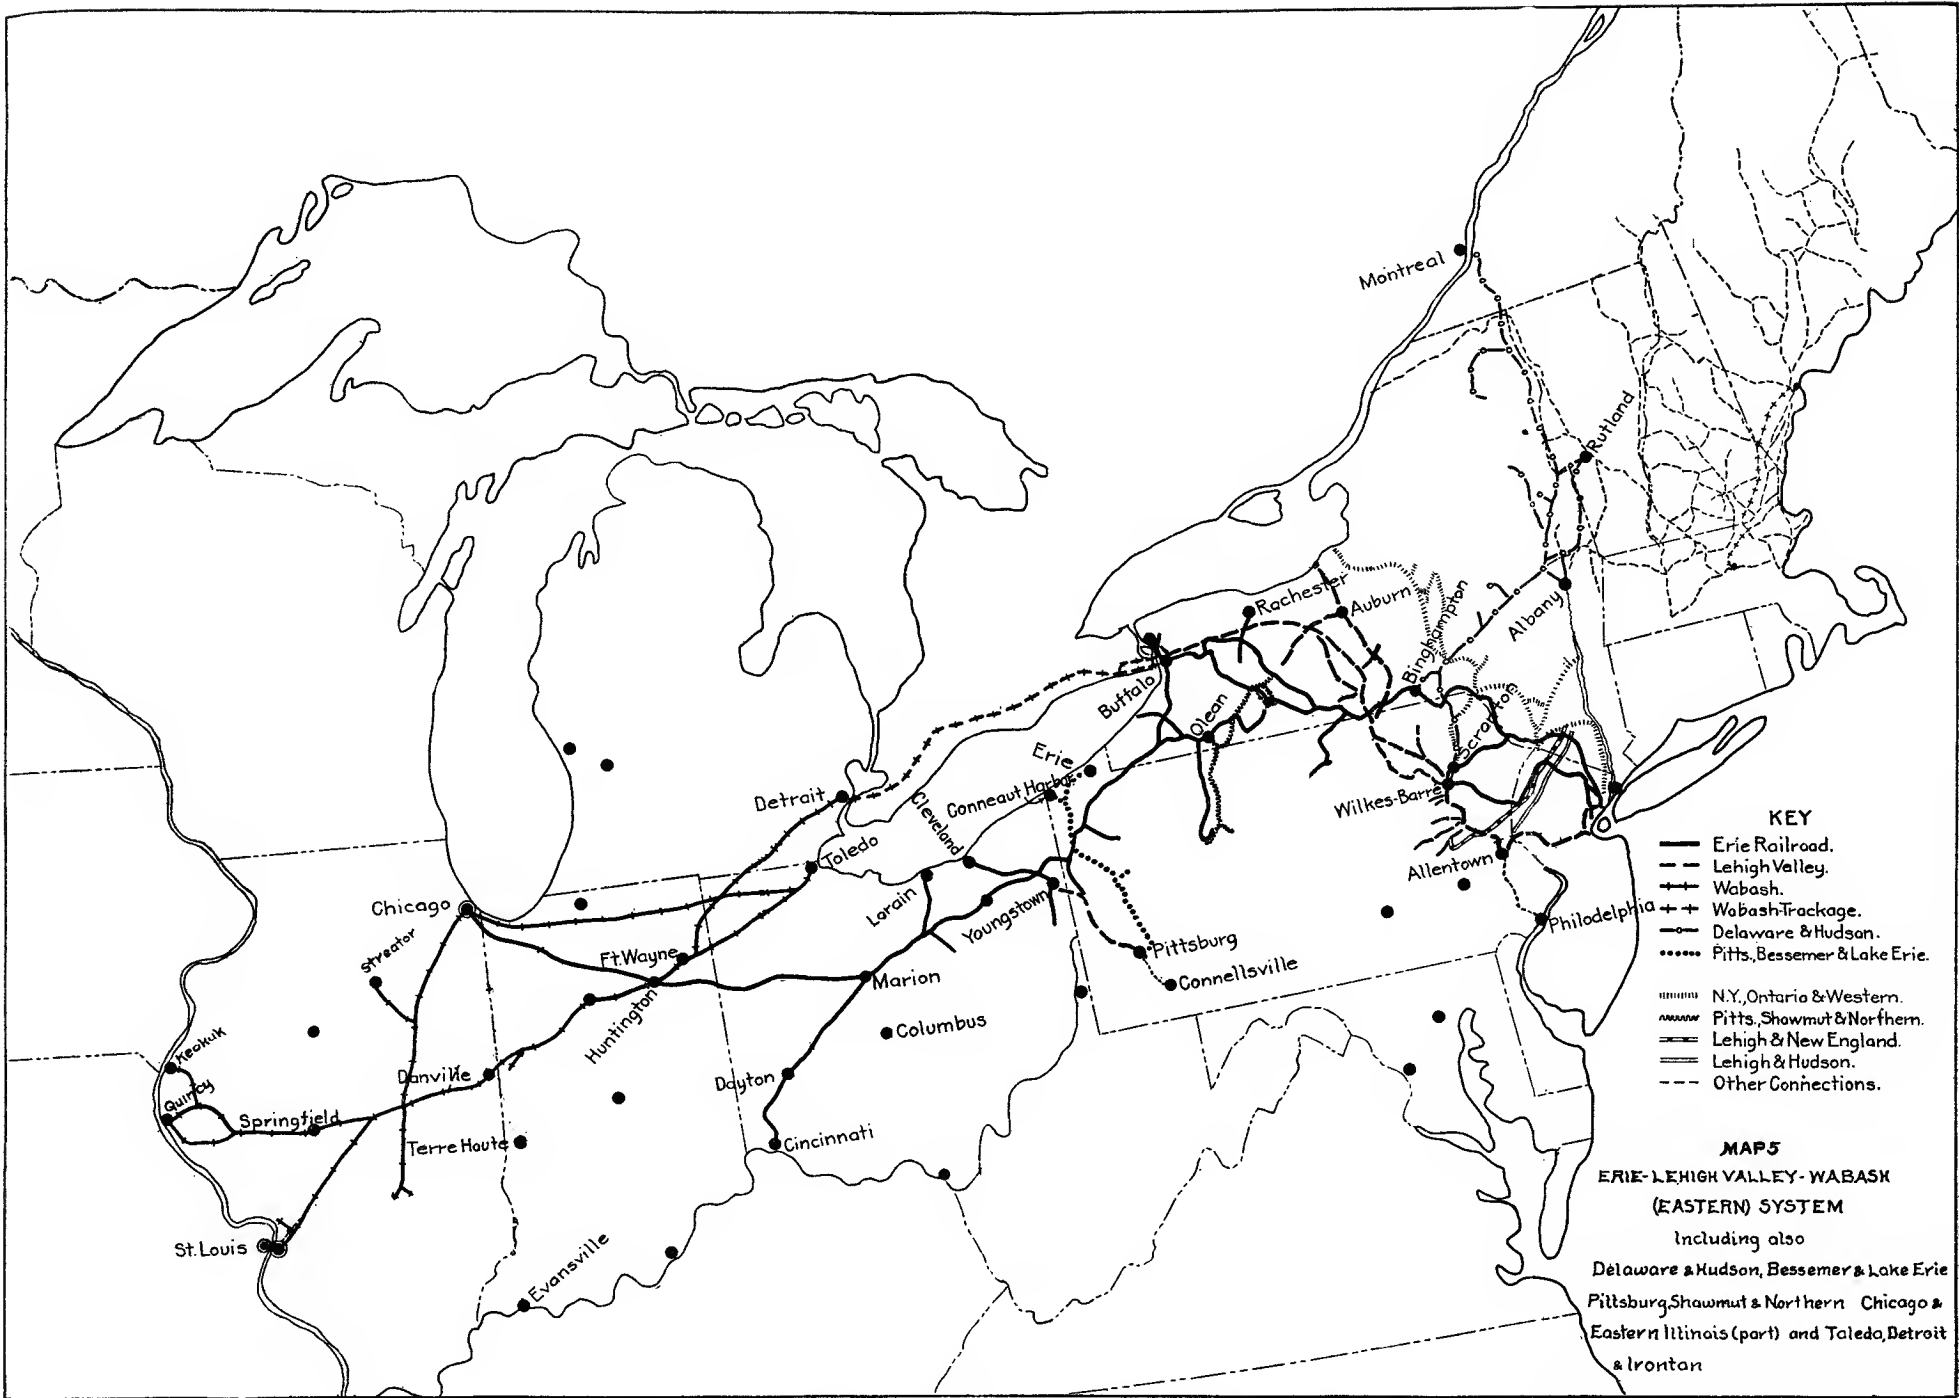 Montreal
Rutland
Rachester
Auburn
Binghampton
Albany
Buffalo
Olean
Scranton
Erie
Detrait
Conneaut Harbor
Cleveland
Wilkes-Barre
Toledo
Allentown
Chicago
Lorain
Youngstown
Philadelphia
Streator
Ft. Wayne
Pittsburg
Marion
Connellsville
Huntington
Columbus
Keokuk
Danville
Dayton
Quincy
Springfield
Terre Haute
Cincinnati
St. Louis
Evansville
KEY
Erie Railroad.
Lehigh Valley.
Wabash.
Wabash-Trackage.
Delaware & Hudson.
Pitts., Bessemer & Lake Erie.
N.Y., Ontario & Western.
Pitts., Shawmut & Northern.
Lehigh & New England.
Lehigh & Hudson.
Other Connections.
MAP 5
ERIE-LEHIGH VALLEY-WABASH
(EASTERN) SYSTEM
Including also
Delaware & Hudson, Bessemer & Lake Erie
Pittsburg, Shawmut & Northern Chicago &
Eastern Illinois (part) and Taledo, Detroit
& Irontan